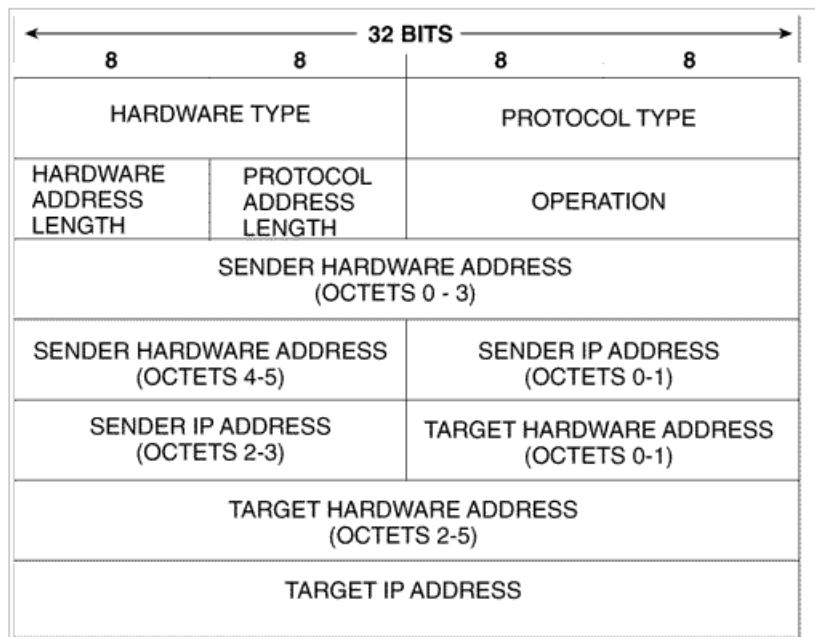 32 BITS
8 8 8 8
HARDWARE TYPE
PROTOCOL TYPE
HARDWARE
ADDRESS
LENGTH
PROTOCOL
ADDRESS
LENGTH
OPERATION
SENDER HARDWARE ADDRESS
(OCTETS 0 - 3)
SENDER HARDWARE ADDRESS
(OCTETS 4-5)
SENDER IP ADDRESS
(OCTETS 0-1)
SENDER IP ADDRESS
(OCTETS 2-3)
TARGET HARDWARE ADDRESS
(OCTETS 0-1)
TARGET HARDWARE ADDRESS
(OCTETS 2-5)
TARGET IP ADDRESS